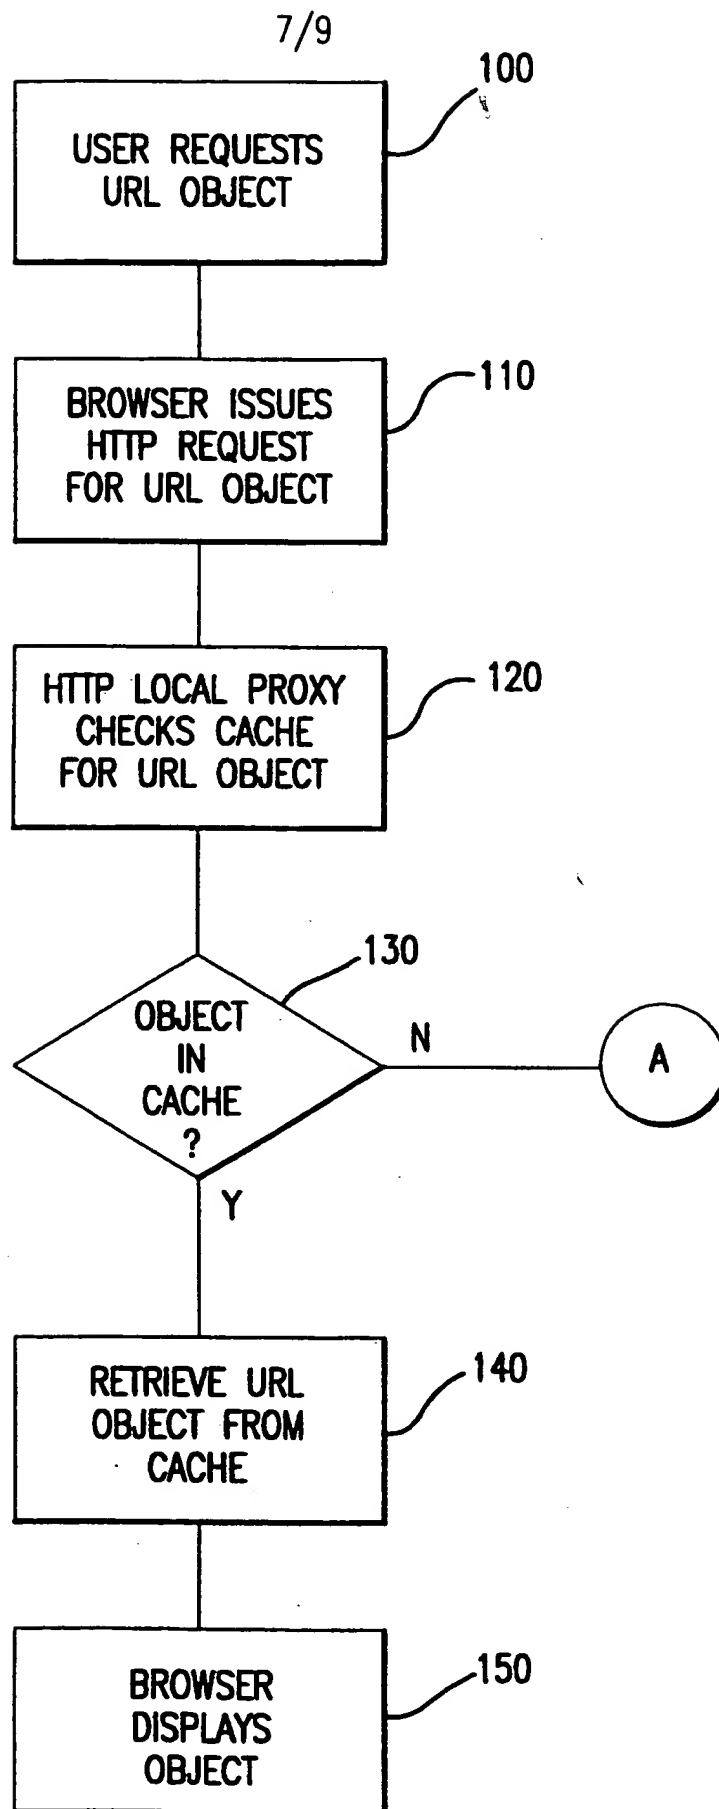 7/9
100
USER REQUESTS
URL OBJECT
110
BROWSER ISSUES
HTTP REQUEST
FOR URL OBJECT
120
HTTP LOCAL PROXY
CHECKS CACHE
FOR URL OBJECT
130
OBJECT
IN
CACHE
?
N
A
Y
140
RETRIEVE URL
OBJECT FROM
CACHE
150
BROWSER
DISPLAYS
OBJECT